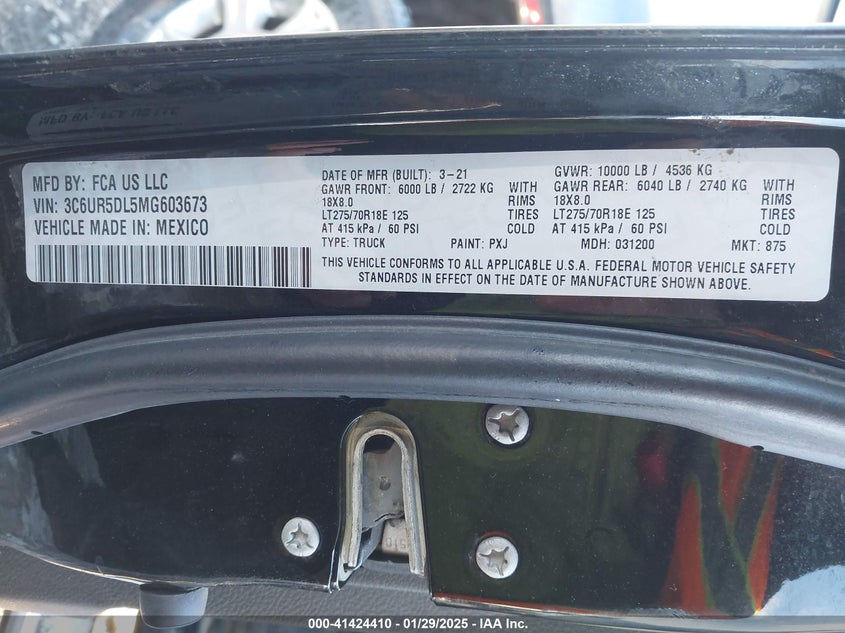 MFD BY: FCA US LLC
VIN: 3C6UR5DL5MG603673
VEHICLE MADE IN: MEXICO
DATE OF MFR (BUILT): 3-21
GAWR FRONT: 6000 LB / 2722 KG WITH
18X8.0 RIMS
LT275/70R18E 125 TIRES
AT 415 kPa / 60 PSI COLD
TYPE: TRUCK PAINT: PXJ
GVWR: 10000 LB / 4536 KG
GAWR REAR: 6040 LB / 2740 KG WITH
18X8.0 RIMS
LT275/70R18E 125 TIRES
AT 415 kPa / 60 PSI COLD
MDH: 031200 MKT: 875
THIS VEHICLE CONFORMS TO ALL APPLICABLE U.S.A. FEDERAL MOTOR VEHICLE SAFETY
STANDARDS IN EFFECT ON THE DATE OF MANUFACTURE SHOWN ABOVE.
000-41424410 - 01/29/2025 - IAA Inc.